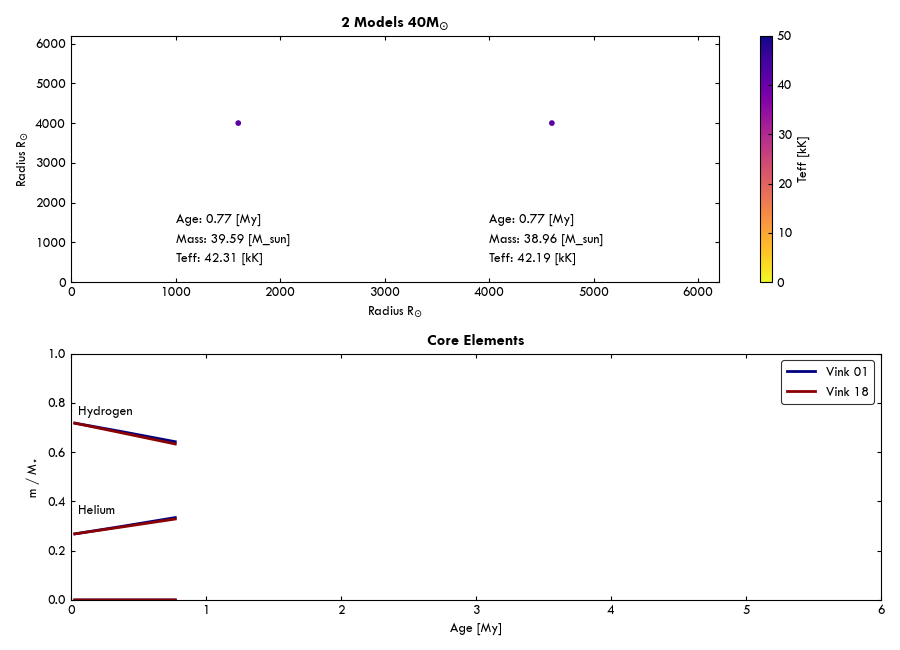 2 Models 40M⊙
6000
5000
4000
3000
2000
1000
0
Radius R⊙
Age: 0.77 [My]
Mass: 39.59 [M_sun]
Teff: 42.31 [kK]
Age: 0.77 [My]
Mass: 38.96 [M_sun]
Teff: 42.19 [kK]
0 1000 2000 3000 4000 5000 6000
Radius R⊙
50
40
30
20
10
0
Teff [kK]
Core Elements
1.0
0.8
0.6
0.4
0.2
0.0
m / M⋆
Vink 01
Vink 18
Hydrogen
Helium
0 1 2 3 4 5 6
Age [My]